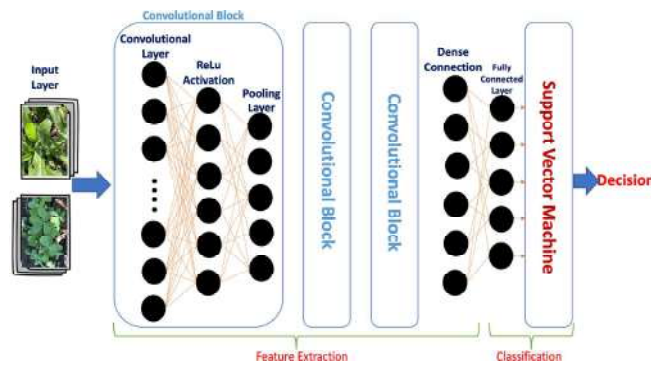 Convolutional Block
Input
Layer
Convolutional
Layer
ReLu
Activation
Pooling
Layer
Convolutional Block
Convolutional Block
Dense
Connection
Fully
Connected
Layer
Support Vector Machine
Decision
Feature Extraction
Classification